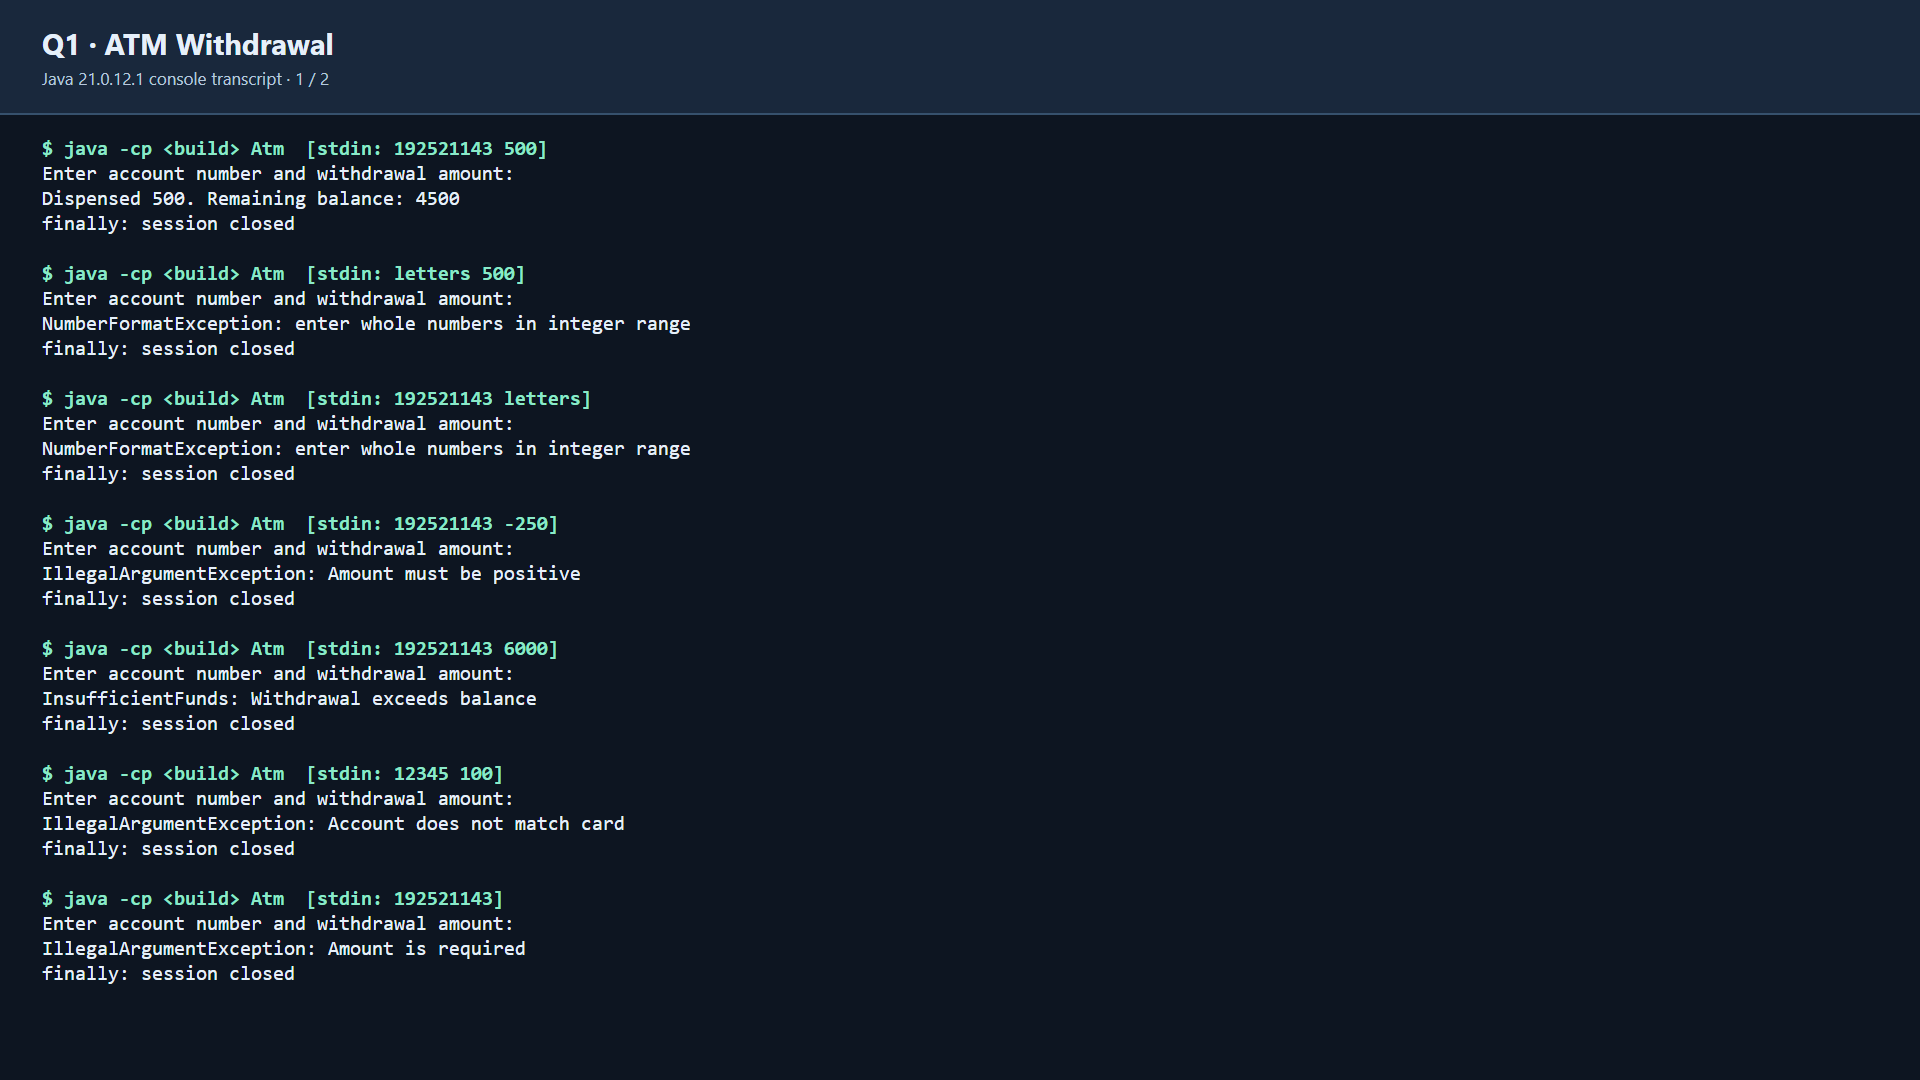 Q1 · ATM Withdrawal
Java 21.0.12.1 console transcript · 1 / 2
$ java -cp <build> Atm  [stdin: 192521143 500]
Enter account number and withdrawal amount:
Dispensed 500. Remaining balance: 4500
finally: session closed
$ java -cp <build> Atm  [stdin: letters 500]
Enter account number and withdrawal amount:
NumberFormatException: enter whole numbers in integer range
finally: session closed
$ java -cp <build> Atm  [stdin: 192521143 letters]
Enter account number and withdrawal amount:
NumberFormatException: enter whole numbers in integer range
finally: session closed
$ java -cp <build> Atm  [stdin: 192521143 -250]
Enter account number and withdrawal amount:
IllegalArgumentException: Amount must be positive
finally: session closed
$ java -cp <build> Atm  [stdin: 192521143 6000]
Enter account number and withdrawal amount:
InsufficientFunds: Withdrawal exceeds balance
finally: session closed
$ java -cp <build> Atm  [stdin: 12345 100]
Enter account number and withdrawal amount:
IllegalArgumentException: Account does not match card
finally: session closed
$ java -cp <build> Atm  [stdin: 192521143]
Enter account number and withdrawal amount:
IllegalArgumentException: Amount is required
finally: session closed